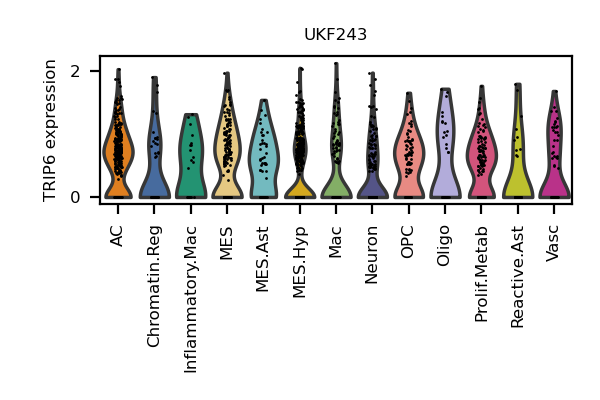 UKF243
TRIP6 expression
2
0
AC
Chromatin.Reg
Inflammatory.Mac
MES
MES.Ast
MES.Hyp
Mac
Neuron
OPC
Oligo
Prolif.Metab
Reactive.Ast
Vasc